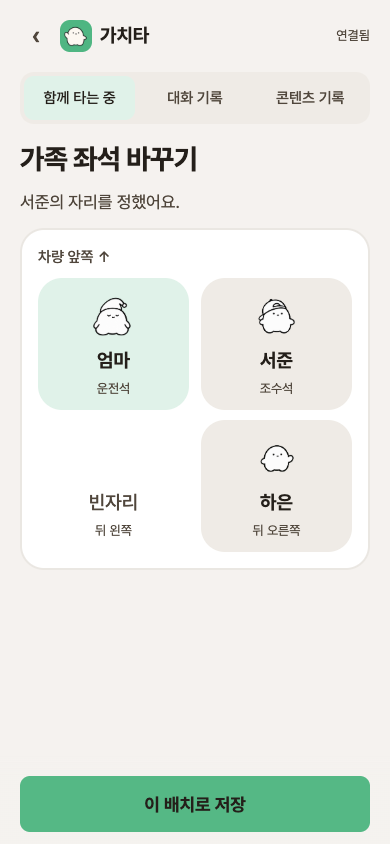 ‹
가치타
연결됨
함께 타는 중
대화 기록
콘텐츠 기록
가족 좌석 바꾸기
서준의 자리를 정했어요.
차량 앞쪽 ↑
엄마
운전석
서준
조수석
빈자리
뒤 왼쪽
하은
뒤 오른쪽
이 배치로 저장